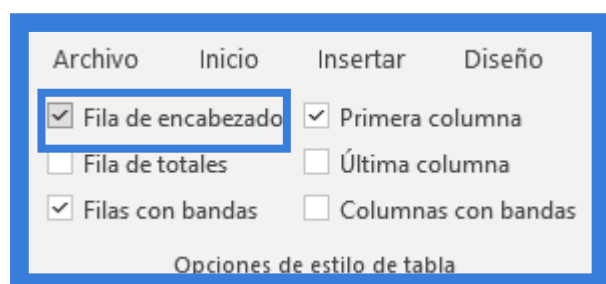 Archivo Inicio Insertar Diseño
Fila de encabezado Primera columna
Fila de totales Última columna
Filas con bandas Columnas con bandas
Opciones de estilo de tabla